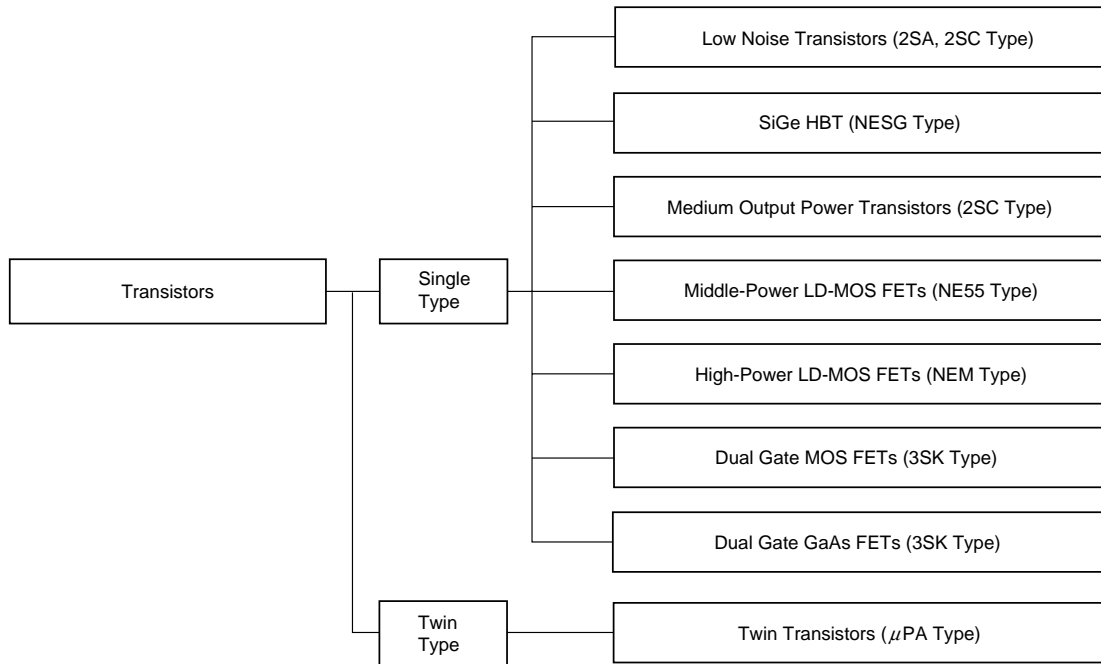 Low Noise Transistors (2SA, 2SC Type)
SiGe HBT (NESG Type)
Medium Output Power Transistors (2SC Type)
Transistors
Single
Type
Middle-Power LD-MOS FETs (NE55 Type)
High-Power LD-MOS FETs (NEM Type)
Dual Gate MOS FETs (3SK Type)
Dual Gate GaAs FETs (3SK Type)
Twin
Type
Twin Transistors (μPA Type)